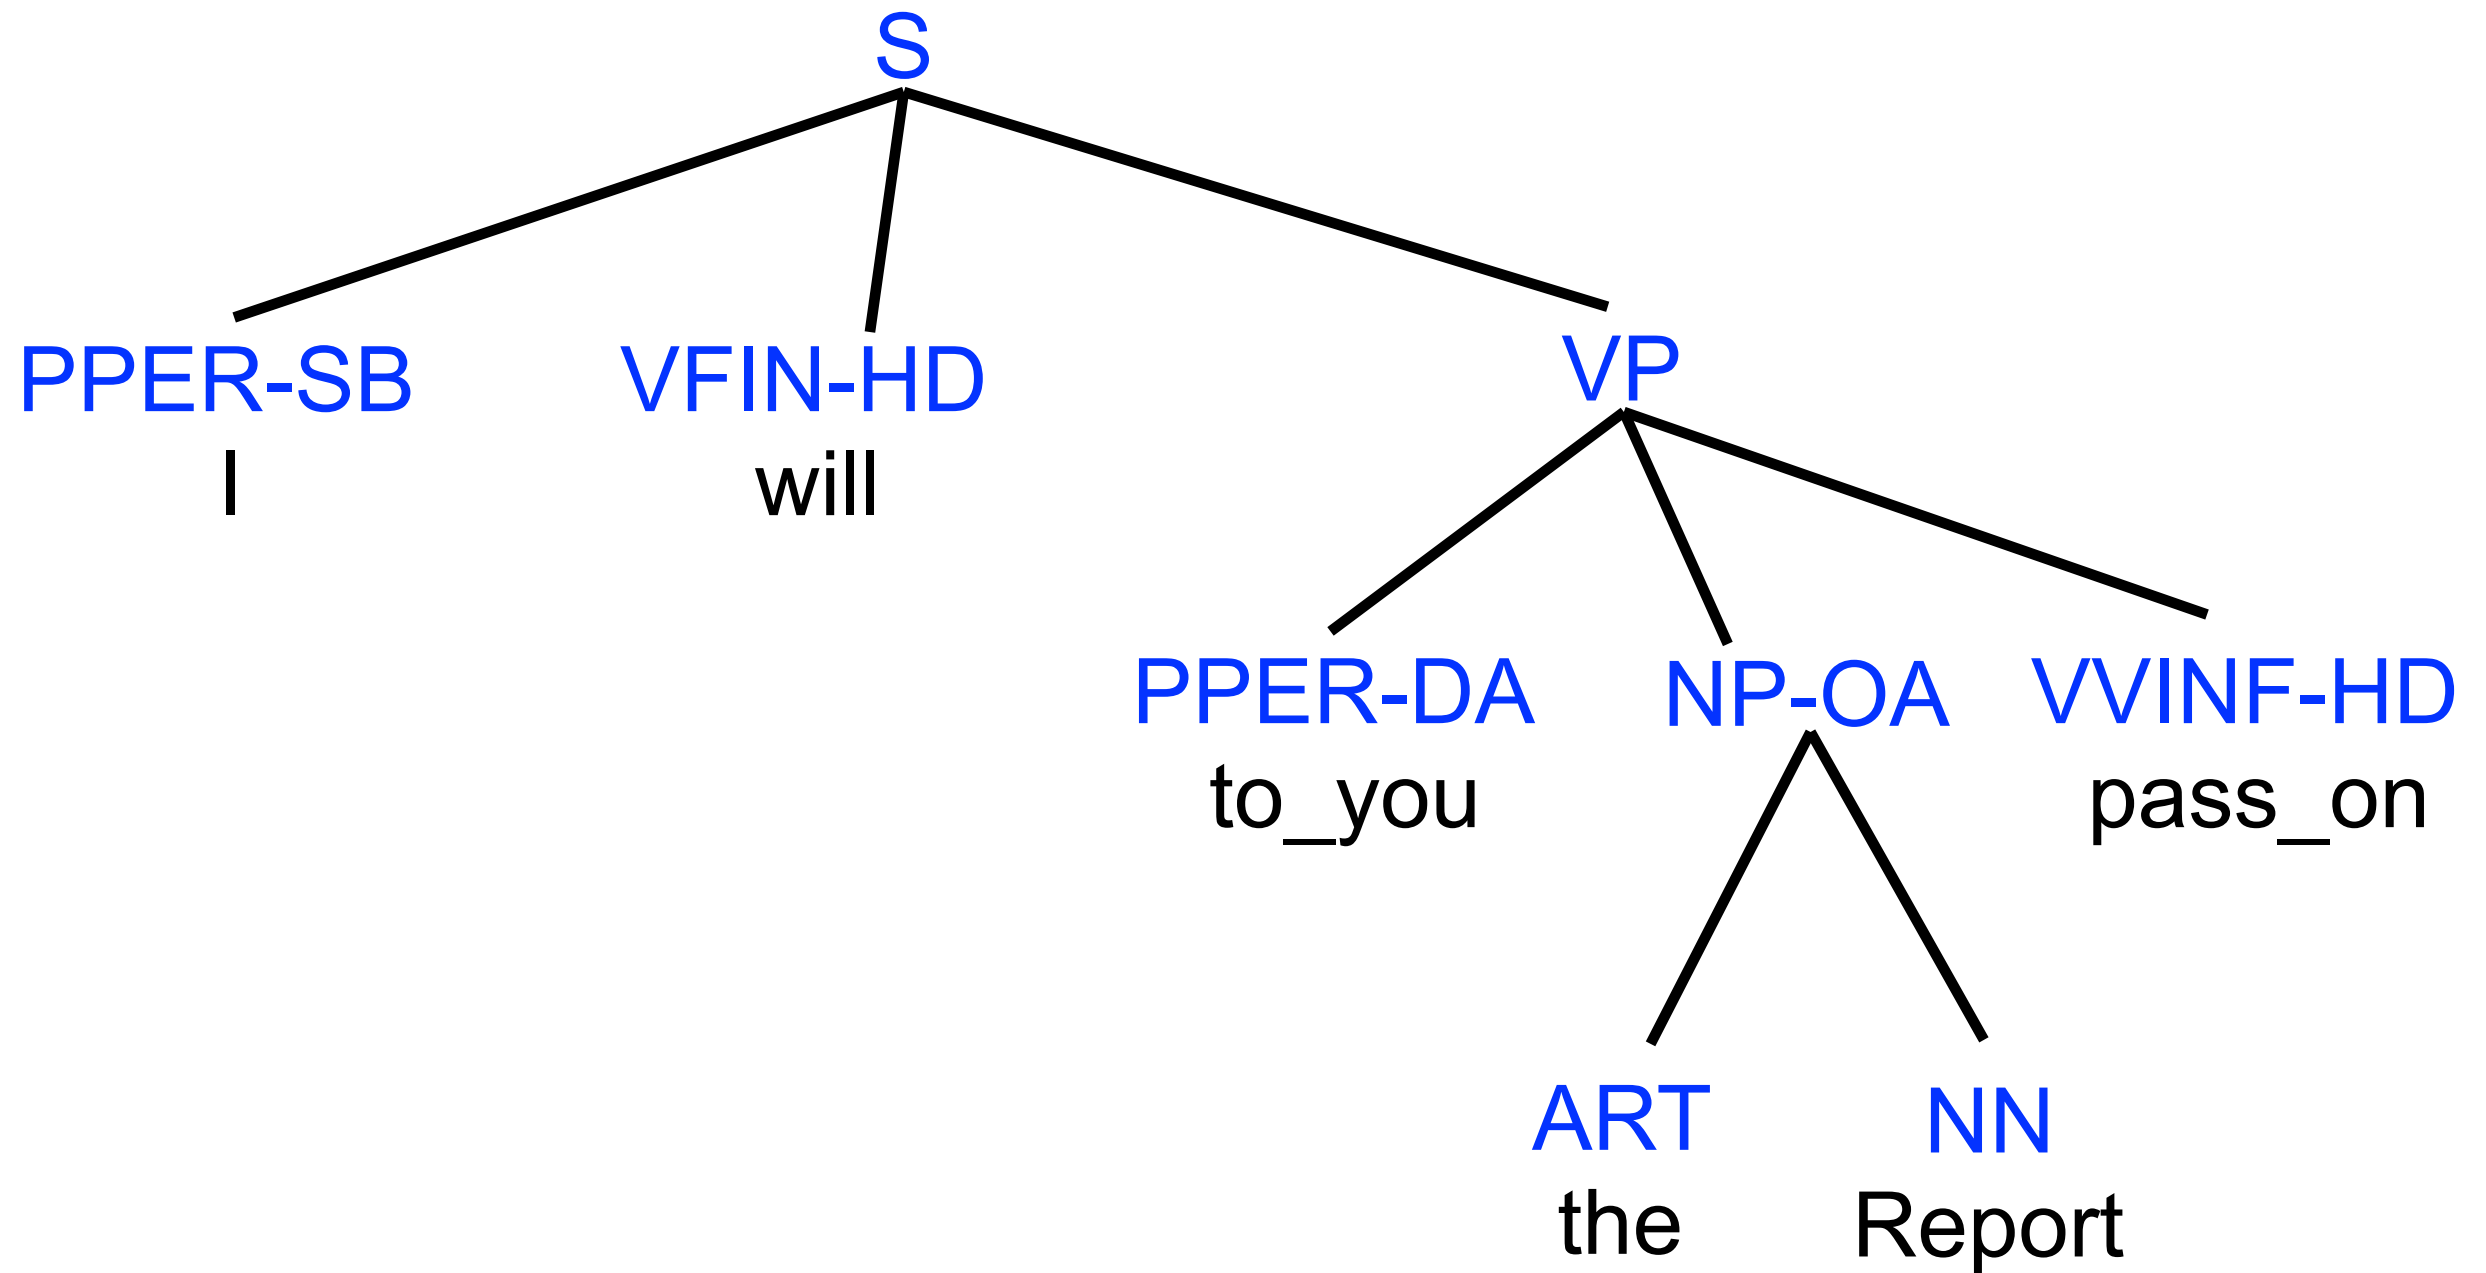 S
PPER-SB VFIN-HD VP
I will
PPER-DA NP-OA VVINF-HD
to_you pass_on
ART NN
the Report